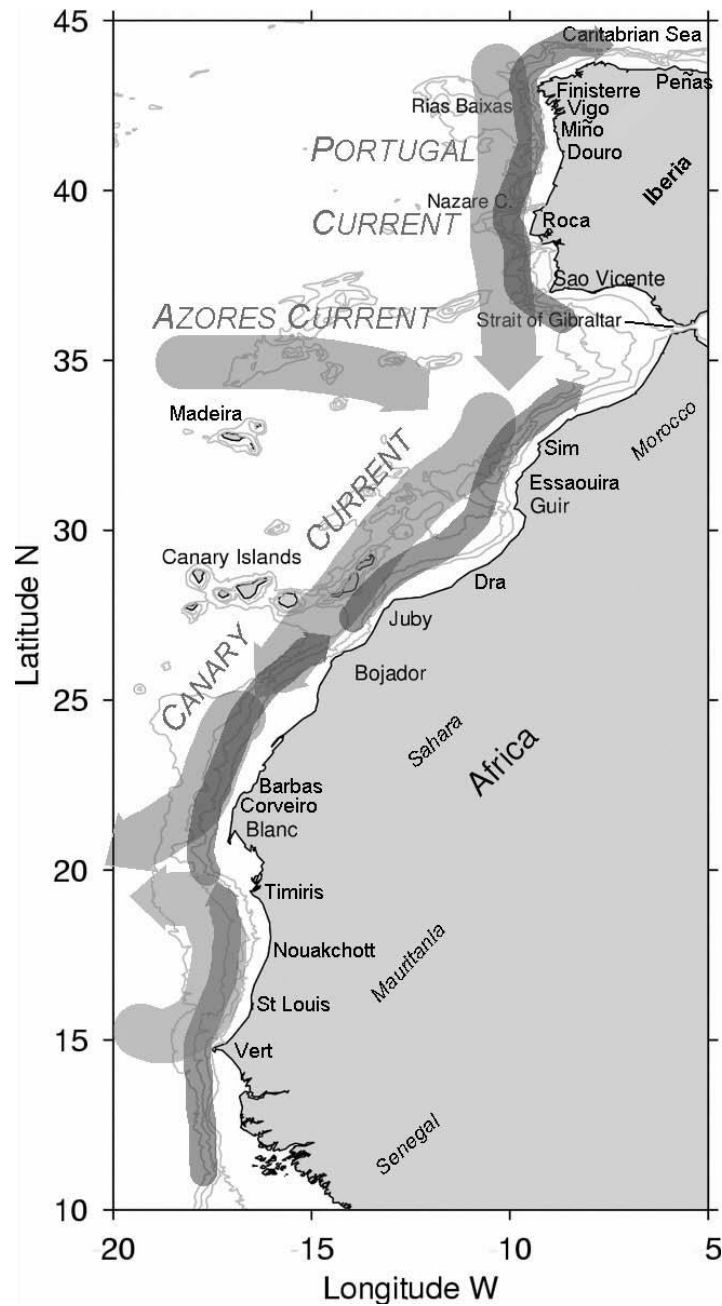 45
40
35
30
25
20
15
10
Latitude N
-20
-15
-10
5
Longitude W
Cantabrian Sea
Peñas
Finisterre
Rias Baixas
Vigo
Miño
PORTUGAL
Douro
Iberia
Nazare C.
CURRENT
Roca
Sao Vicente
AZORES CURRENT
Strait of Gibraltar
Madeira
Morocco
Sim
CURRENT
Essaouira
Guir
Canary Islands
Dra
Juby
CANARY
Bojador
Sahara
Africa
Barbas
Corveiro
Blanc
Timiris
Mauritania
Nouakchott
St Louis
Vert
Senegal